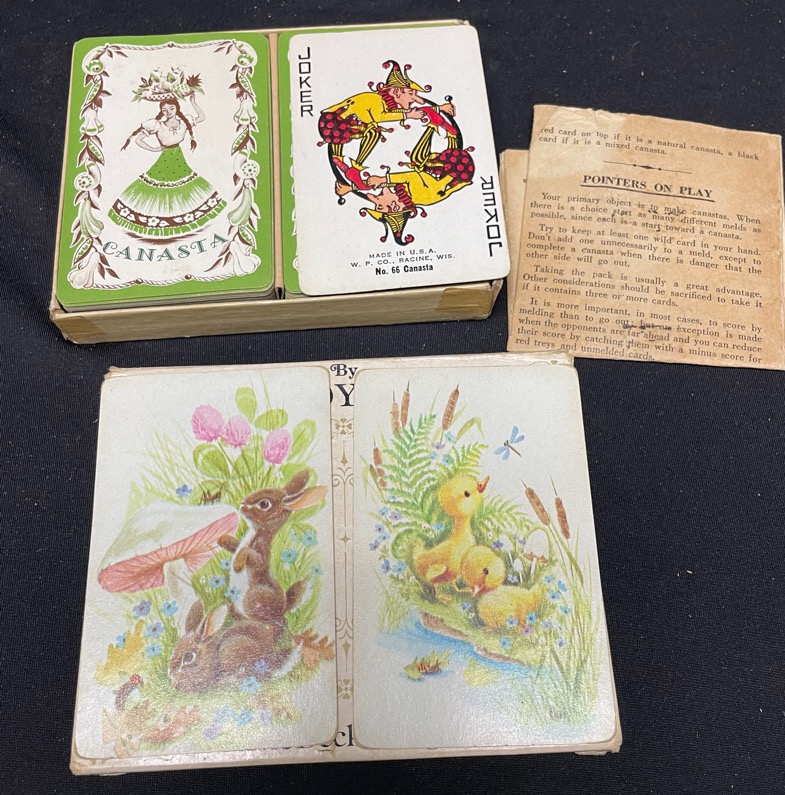 CANASTA
JOKER
JOKER
MADE IN U.S.A.
W. P. CO., RACINE, WIS.
No. 66 Canasta
red card on top if it is a natural canasta, a black
card if it is a mixed canasta.
POINTERS ON PLAY
Your primary object is to make canastas. When
there is a choice start as many different melds as
possible, since each is a start toward a canasta.
Try to keep at least one wild card in your hand.
Don't add one unnecessarily to a meld, except to
complete a canasta when there is danger that the
other side will go out.
Taking the pack is usually a great advantage.
Other considerations should be sacrificed to take it
if it contains three or more cards.
It is more important, in most cases, to score by
melding than to go out; exception is made
when the opponents are far ahead and you can reduce
their score by catching them with a minus score for
red treys and unmelded cards.
By